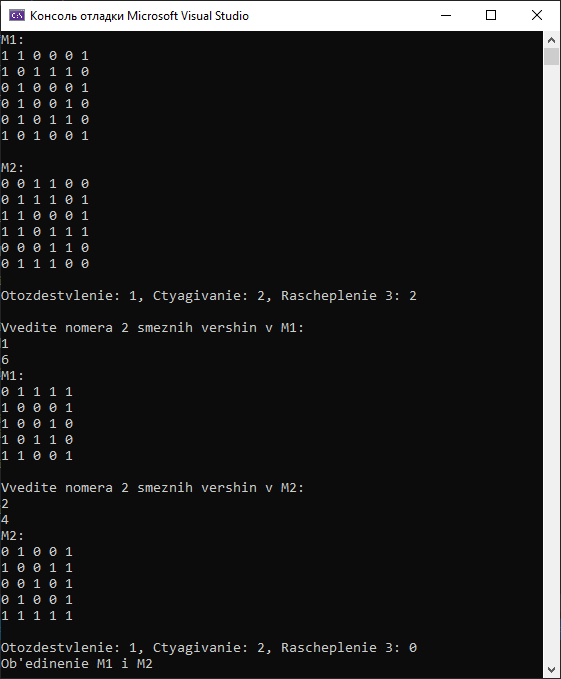 Консоль отладки Microsoft Visual Studio
M1:
1 1 0 0 0 1
1 0 1 1 1 0
0 1 0 0 0 1
0 1 0 0 1 0
0 1 0 1 1 0
1 0 1 0 0 1
M2:
0 0 1 1 0 0
0 1 1 1 0 1
1 1 0 0 0 1
1 1 0 1 1 1
0 0 0 1 1 0
0 1 1 1 0 0
Otozdestvlenie: 1, Ctyagivanie: 2, Rascheplenie 3: 2
Vvedite nomera 2 smeznih vershin v M1:
1
6
M1:
0 1 1 1 1
1 0 0 0 1
1 0 0 1 0
1 0 1 1 0
1 1 0 0 1
Vvedite nomera 2 smeznih vershin v M2:
2
4
M2:
0 1 0 0 1
1 0 0 1 1
0 0 1 0 1
0 1 0 0 1
1 1 1 1 1
Otozdestvlenie: 1, Ctyagivanie: 2, Rascheplenie 3: 0
Ob'edinenie M1 i M2